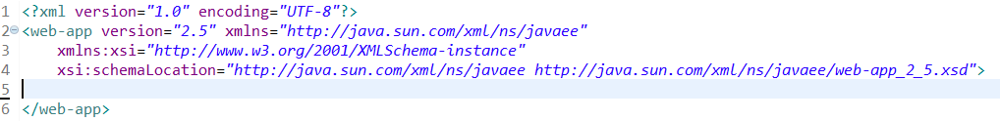 1 <?xml version="1.0" encoding="UTF-8"?>
2 <web-app version="2.5" xmlns="http://java.sun.com/xml/ns/javaee"
3     xmlns:xsi="http://www.w3.org/2001/XMLSchema-instance"
4     xsi:schemaLocation="http://java.sun.com/xml/ns/javaee http://java.sun.com/xml/ns/javaee/web-app_2_5.xsd">
5
6 </web-app>